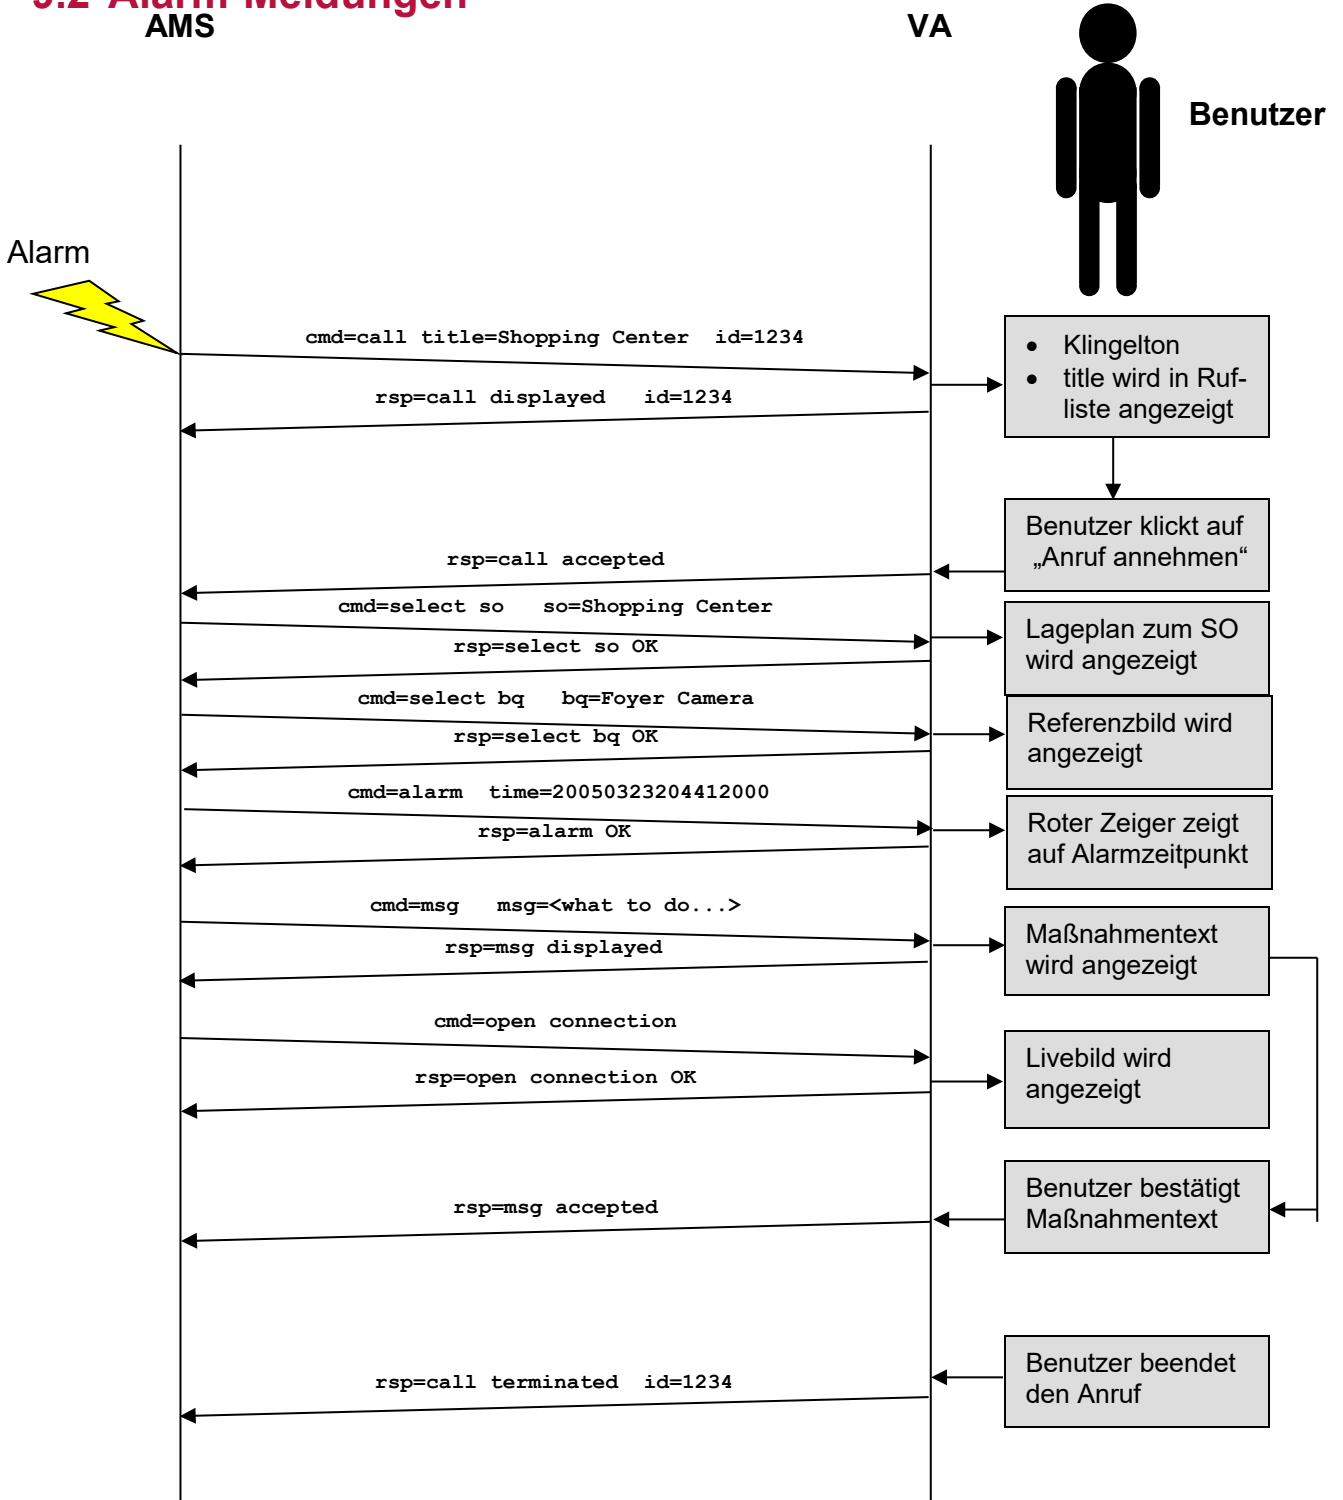 9.2 Alarm-Meldungen
AMS
VA
Benutzer
Alarm
cmd=call title=Shopping Center id=1234
• Klingelton
• title wird in Ruf-
liste angezeigt
rsp=call displayed id=1234
Benutzer klickt auf
„Anruf annehmen“
rsp=call accepted
cmd=select so so=Shopping Center
Lageplan zum SO
wird angezeigt
rsp=select so OK
cmd=select bq bq=Foyer Camera
Referenzbild wird
angezeigt
rsp=select bq OK
cmd=alarm time=20050323204412000
Roter Zeiger zeigt
auf Alarmzeitpunkt
rsp=alarm OK
cmd=msg msg=<what to do...>
Maßnahmentext
wird angezeigt
rsp=msg displayed
cmd=open connection
Livebild wird
angezeigt
rsp=open connection OK
Benutzer bestätigt
Maßnahmentext
rsp=msg accepted
Benutzer beendet
den Anruf
rsp=call terminated id=1234